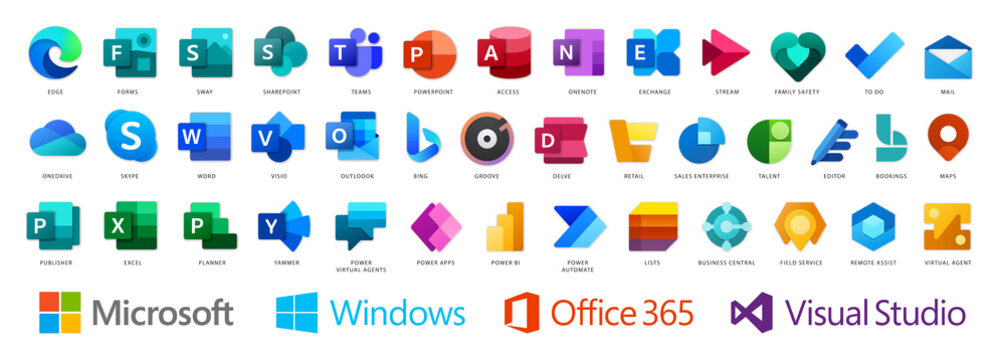 F S S T P A N E
EDGE FORMS SWAY SHAREPOINT TEAMS POWERPOINT ACCESS ONENOTE EXCHANGE STREAM FAMILY SAFETY TO DO MAIL
S W V O D
ONEDRIVE SKYPE WORD VISIO OUTLOOOK BING GROOVE DELVE RETAIL SALES ENTERPRISE TALENT EDITOR BOOKINGS MAPS
P X P Y
PUBLISHER EXCEL PLANNER YAMMER POWER POWER APPS POWER BI POWER LISTS BUSINESS CENTRAL FIELD SERVICE REMOTE ASSIST VIRTUAL AGENT
VIRTUAL AGENTS AUTOMATE
Microsoft Windows Office 365 Visual Studio